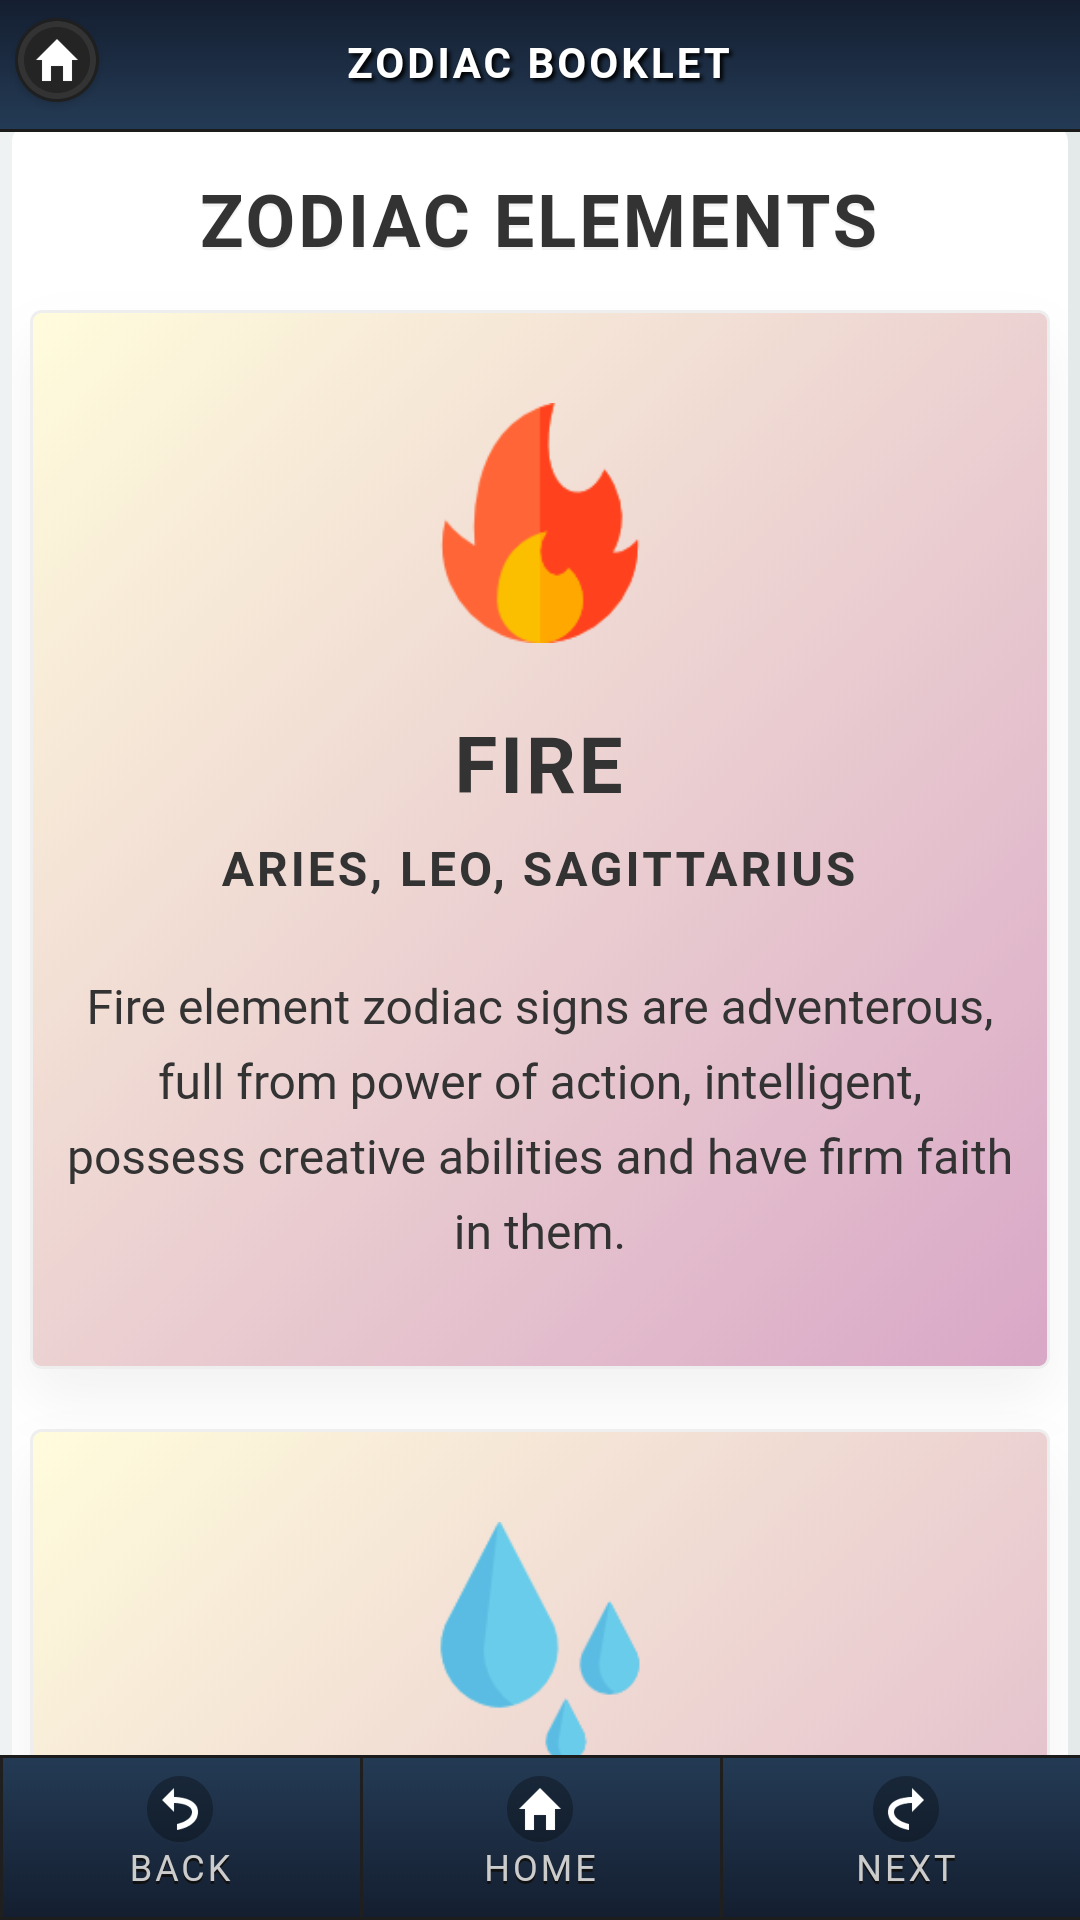 ZODIAC BOOKLET
ZODIAC ELEMENTS
FIRE
ARIES, LEO, SAGITTARIUS
Fire element zodiac signs are adventerous,
full from power of action, intelligent,
possess creative abilities and have firm faith
in them.
BACK
HOME
NEXT